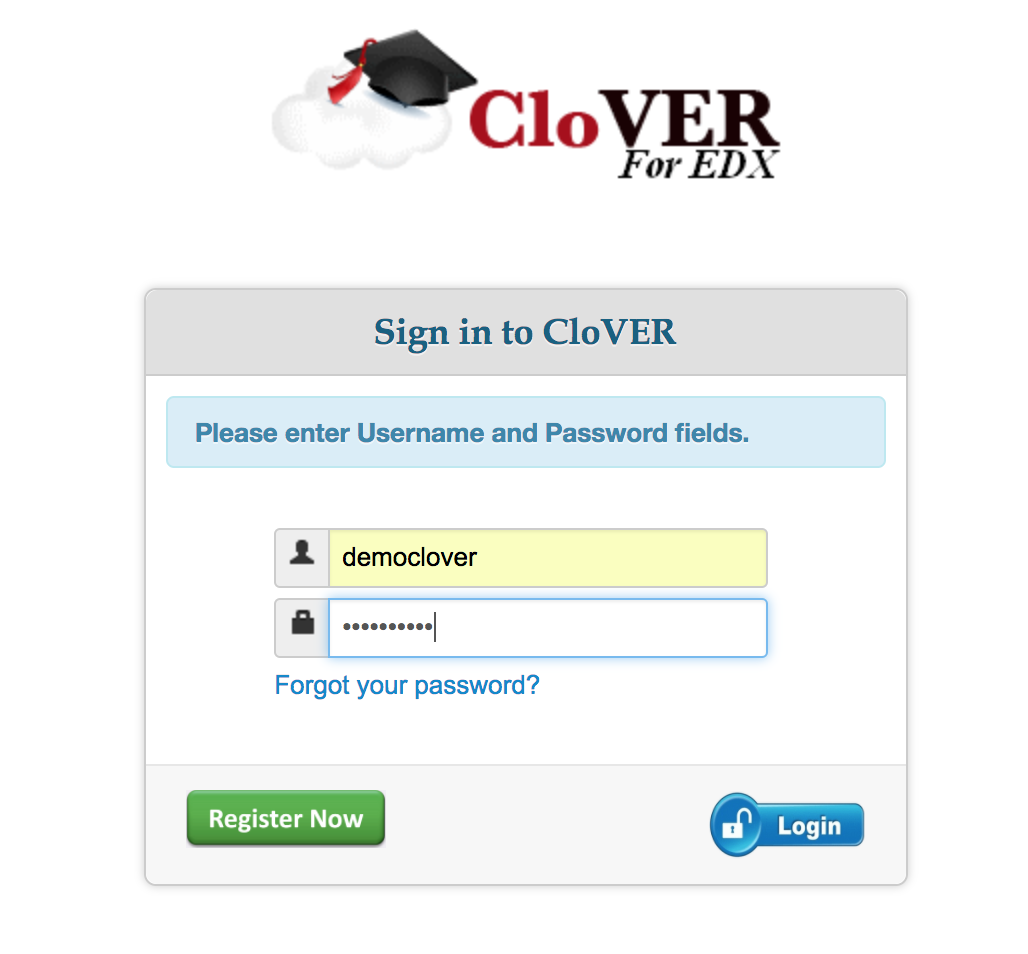 CloVER
For EDX
Sign in to CloVER
Please enter Username and Password fields.
democlover
••••••••••
Forgot your password?
Register Now
Login